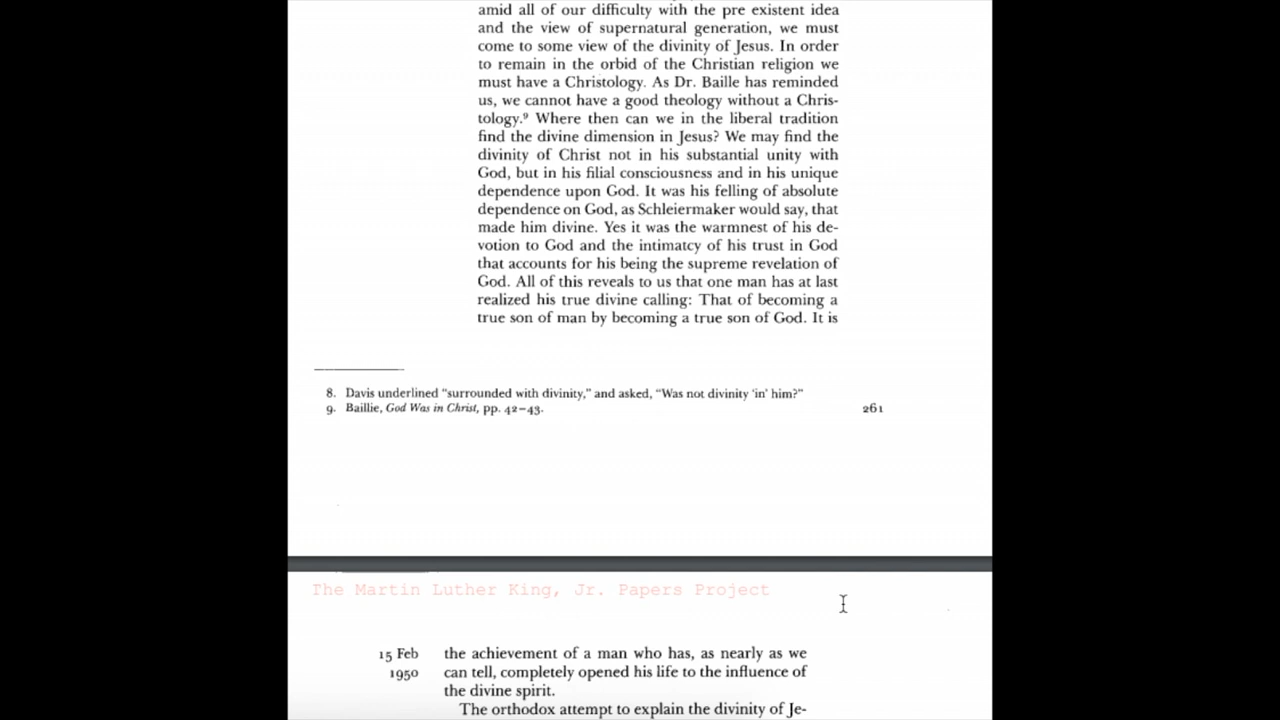 amid all of our difficulty with the pre existent idea
and the view of supernatural generation, we must
come to some view of the divinity of Jesus. In order
to remain in the orbid of the Christian religion we
must have a Christology. As Dr. Baille has reminded
us, we cannot have a good theology without a Chris-
tology.⁹ Where then can we in the liberal tradition
find the divine dimension in Jesus? We may find the
divinity of Christ not in his substantial unity with
God, but in his filial consciousness and in his unique
dependence upon God. It was his felling of absolute
dependence on God, as Schleiermaker would say, that
made him divine. Yes it was the warmnest of his de-
votion to God and the intimatcy of his trust in God
that accounts for his being the supreme revelation of
God. All of this reveals to us that one man has at last
realized his true divine calling: That of becoming a
true son of man by becoming a true son of God. It is
8. Davis underlined “surrounded with divinity,” and asked, “Was not divinity ‘in’ him?”
9. Baillie, God Was in Christ, pp. 42–43.
261
The Martin Luther King, Jr. Papers Project
15 Feb the achievement of a man who has, as nearly as we
1950 can tell, completely opened his life to the influence of
the divine spirit.
The orthodox attempt to explain the divinity of Je-